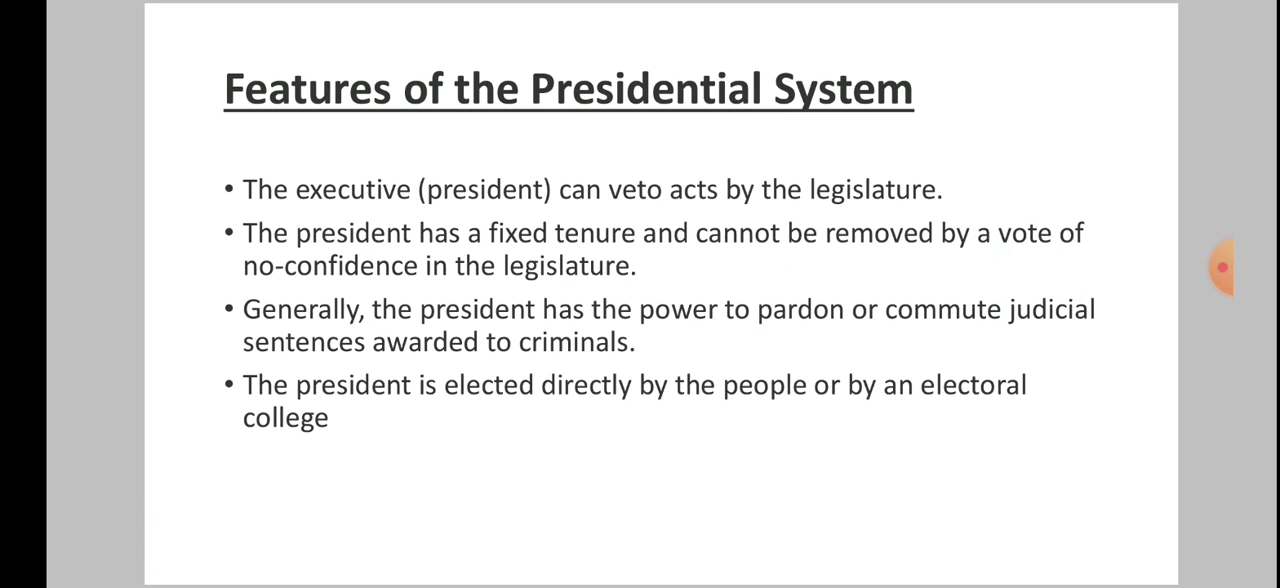 Features of the Presidential System
• The executive (president) can veto acts by the legislature.
• The president has a fixed tenure and cannot be removed by a vote of
no-confidence in the legislature.
• Generally, the president has the power to pardon or commute judicial
sentences awarded to criminals.
• The president is elected directly by the people or by an electoral
college